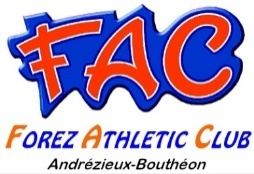 FAC
FOREZ ATHLETIC CLUB
Andrézieux-Bouthéon